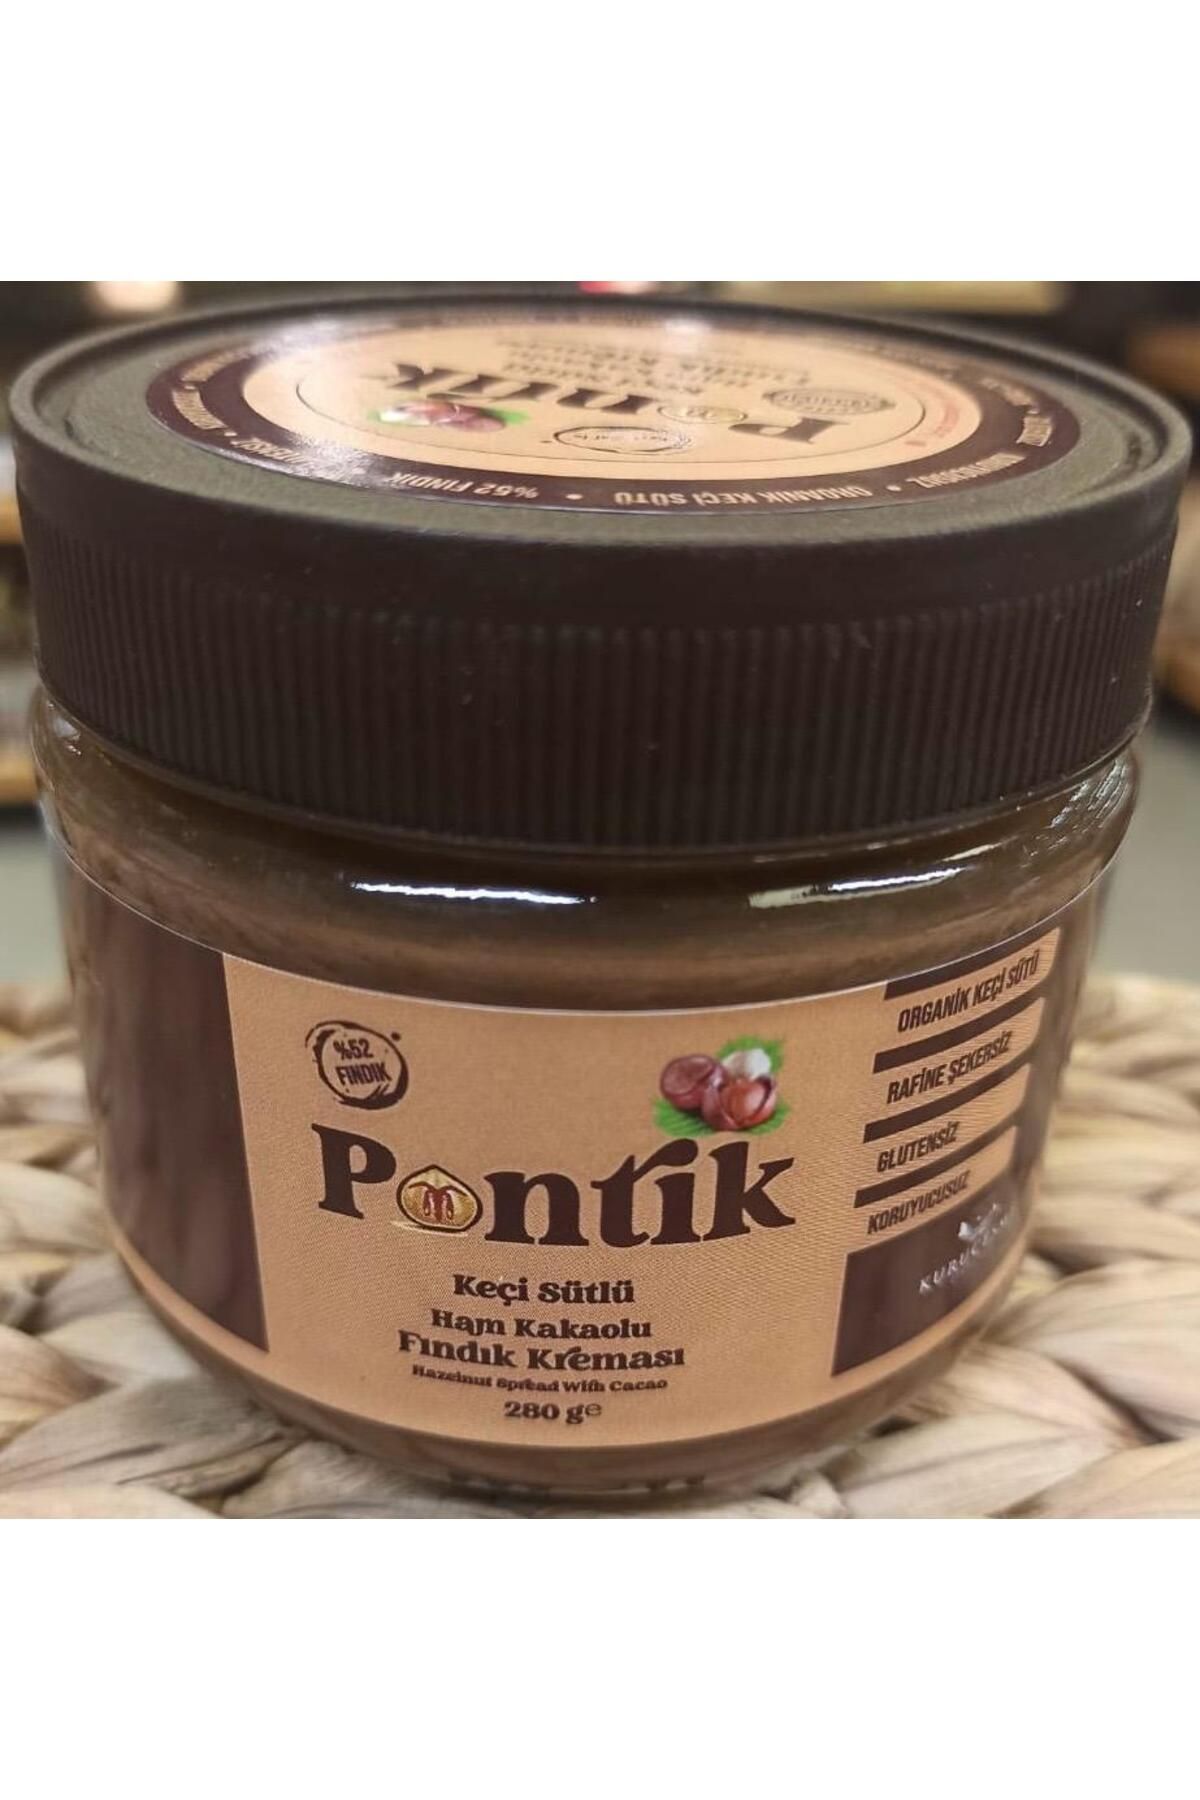 Pontik
%52 FINDIK • ORGANİK KEÇİ SÜTÜ •
%52
FINDIK
Pontik
Keçi Sütlü
Ham Kakaolu
Fındık Kreması
Hazelnut Spread With Cacao
280 g℮
ORGANİK KEÇİ SÜTÜ
RAFİNE ŞEKERSİZ
GLUTENSİZ
KORUYUCUSUZ